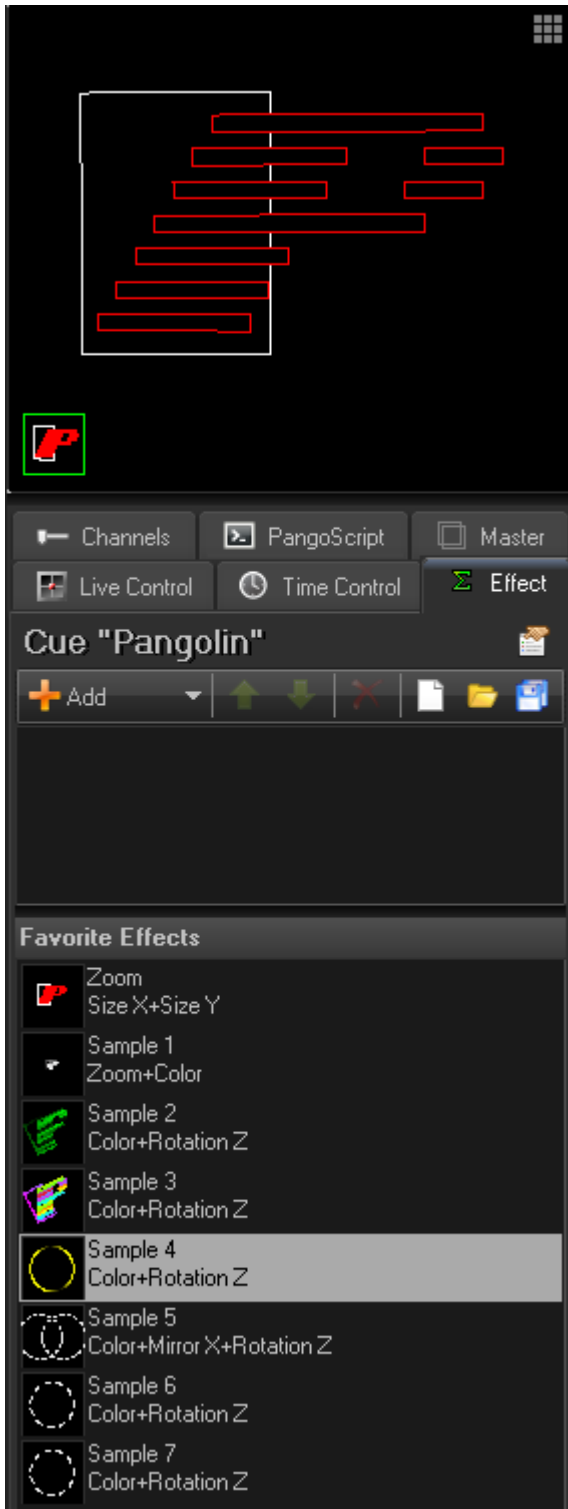 Channels
PangoScript
Master
Live Control
Time Control
Effect
Cue "Pangolin"
Add
Favorite Effects
Zoom
Size X+Size Y
Sample 1
Zoom+Color
Sample 2
Color+Rotation Z
Sample 3
Color+Rotation Z
Sample 4
Color+Rotation Z
Sample 5
Color+Mirror X+Rotation Z
Sample 6
Color+Rotation Z
Sample 7
Color+Rotation Z